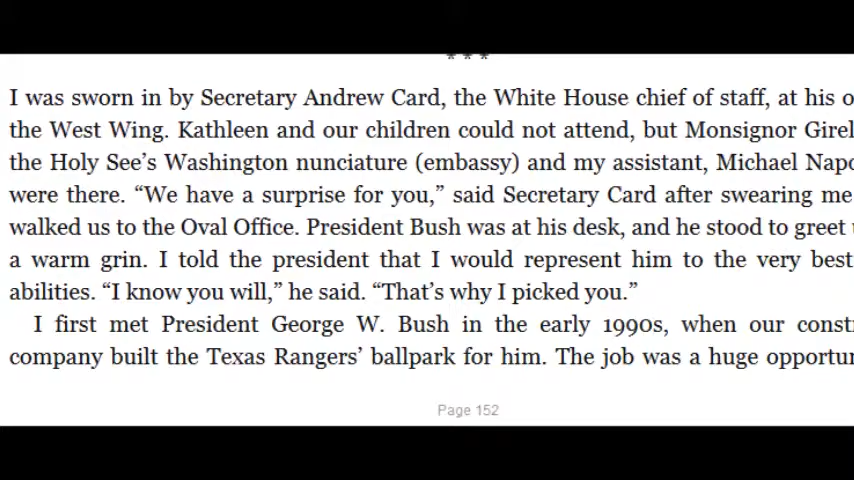 ***
I was sworn in by Secretary Andrew Card, the White House chief of staff, at his
the West Wing. Kathleen and our children could not attend, but Monsignor
the Holy See’s Washington nunciature (embassy) and my assistant, Michael
were there. “We have a surprise for you,” said Secretary Card after swearing me
walked us to the Oval Office. President Bush was at his desk, and he stood to greet
a warm grin. I told the president that I would represent him to the very best
abilities. “I know you will,” he said. “That’s why I picked you.”
I first met President George W. Bush in the early 1990s, when our
company built the Texas Rangers’ ballpark for him. The job was a huge
Page 152